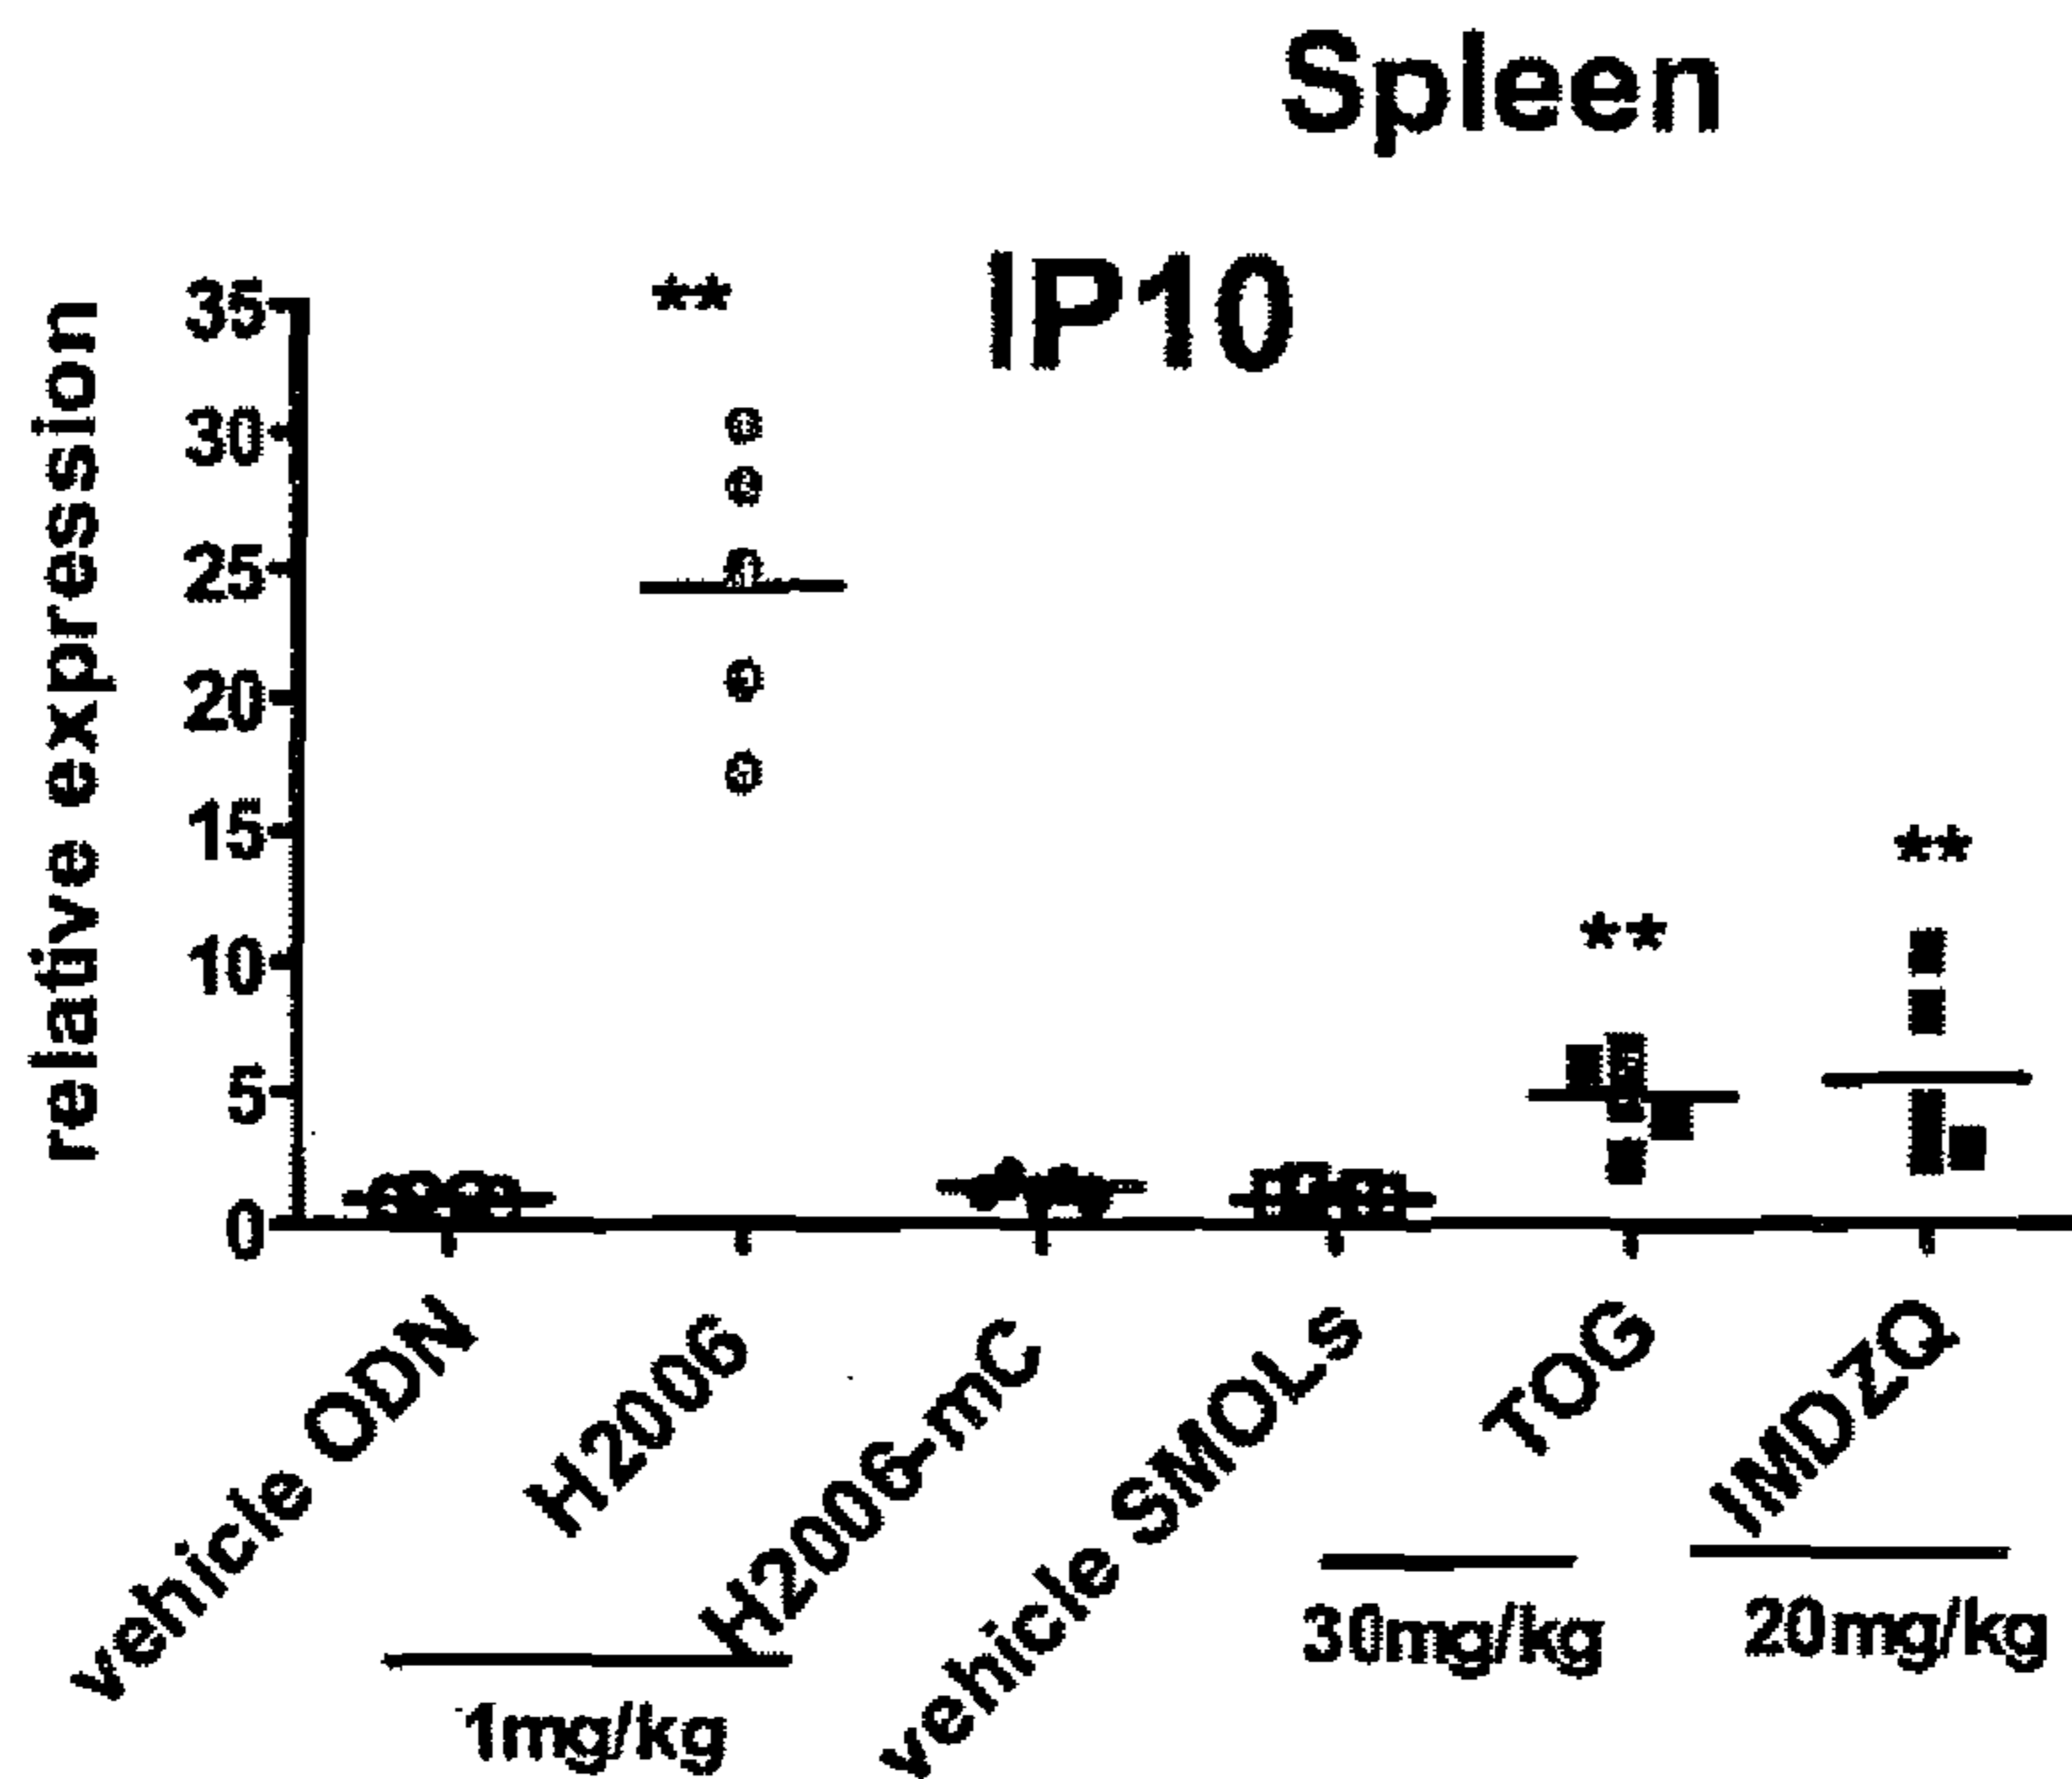 Spleen
IP10
relative expression
**
**
**
35
30
25
20
15
10
5
0
vehicle ODN
H2006
H2006-mC
vehicle SMOLs
TOG
IMDZQ
1mg/kg
30mg/kg
20mg/kg